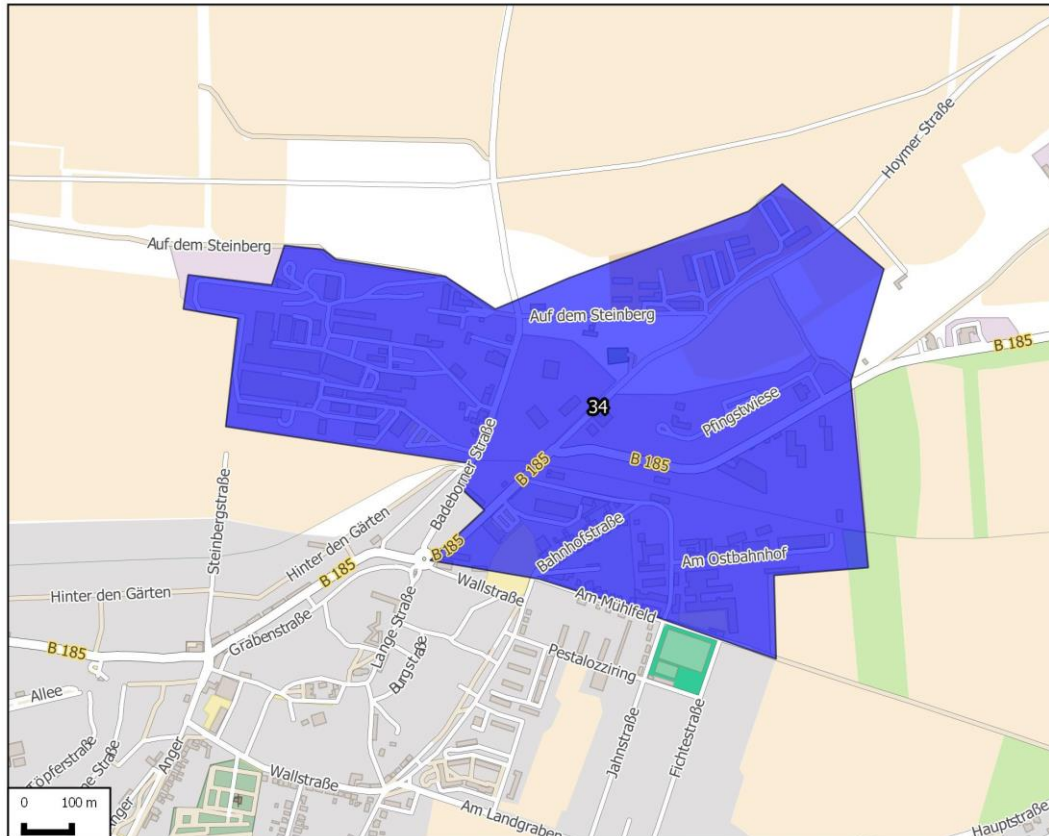 Hoymer Straße
Auf dem Steinberg
Auf dem Steinberg
B 185
34
Pfingstwiese
Badeborner Straße
B 185
B 185
Steinbergstraße
Hinter den Gärten
B 185
Bahnhofstraße
Am Ostbahnhof
B 185
Wallstraße
Hinter den Gärten
Am Mühlfeld
Grabenstraße
Lange Straße
Burgstraße
B 185
Pestalozziring
Allee
Jahnstraße
Fichtestraße
Anger
Wallstraße
0 100 m
Am Landgraben
Hauptstraße